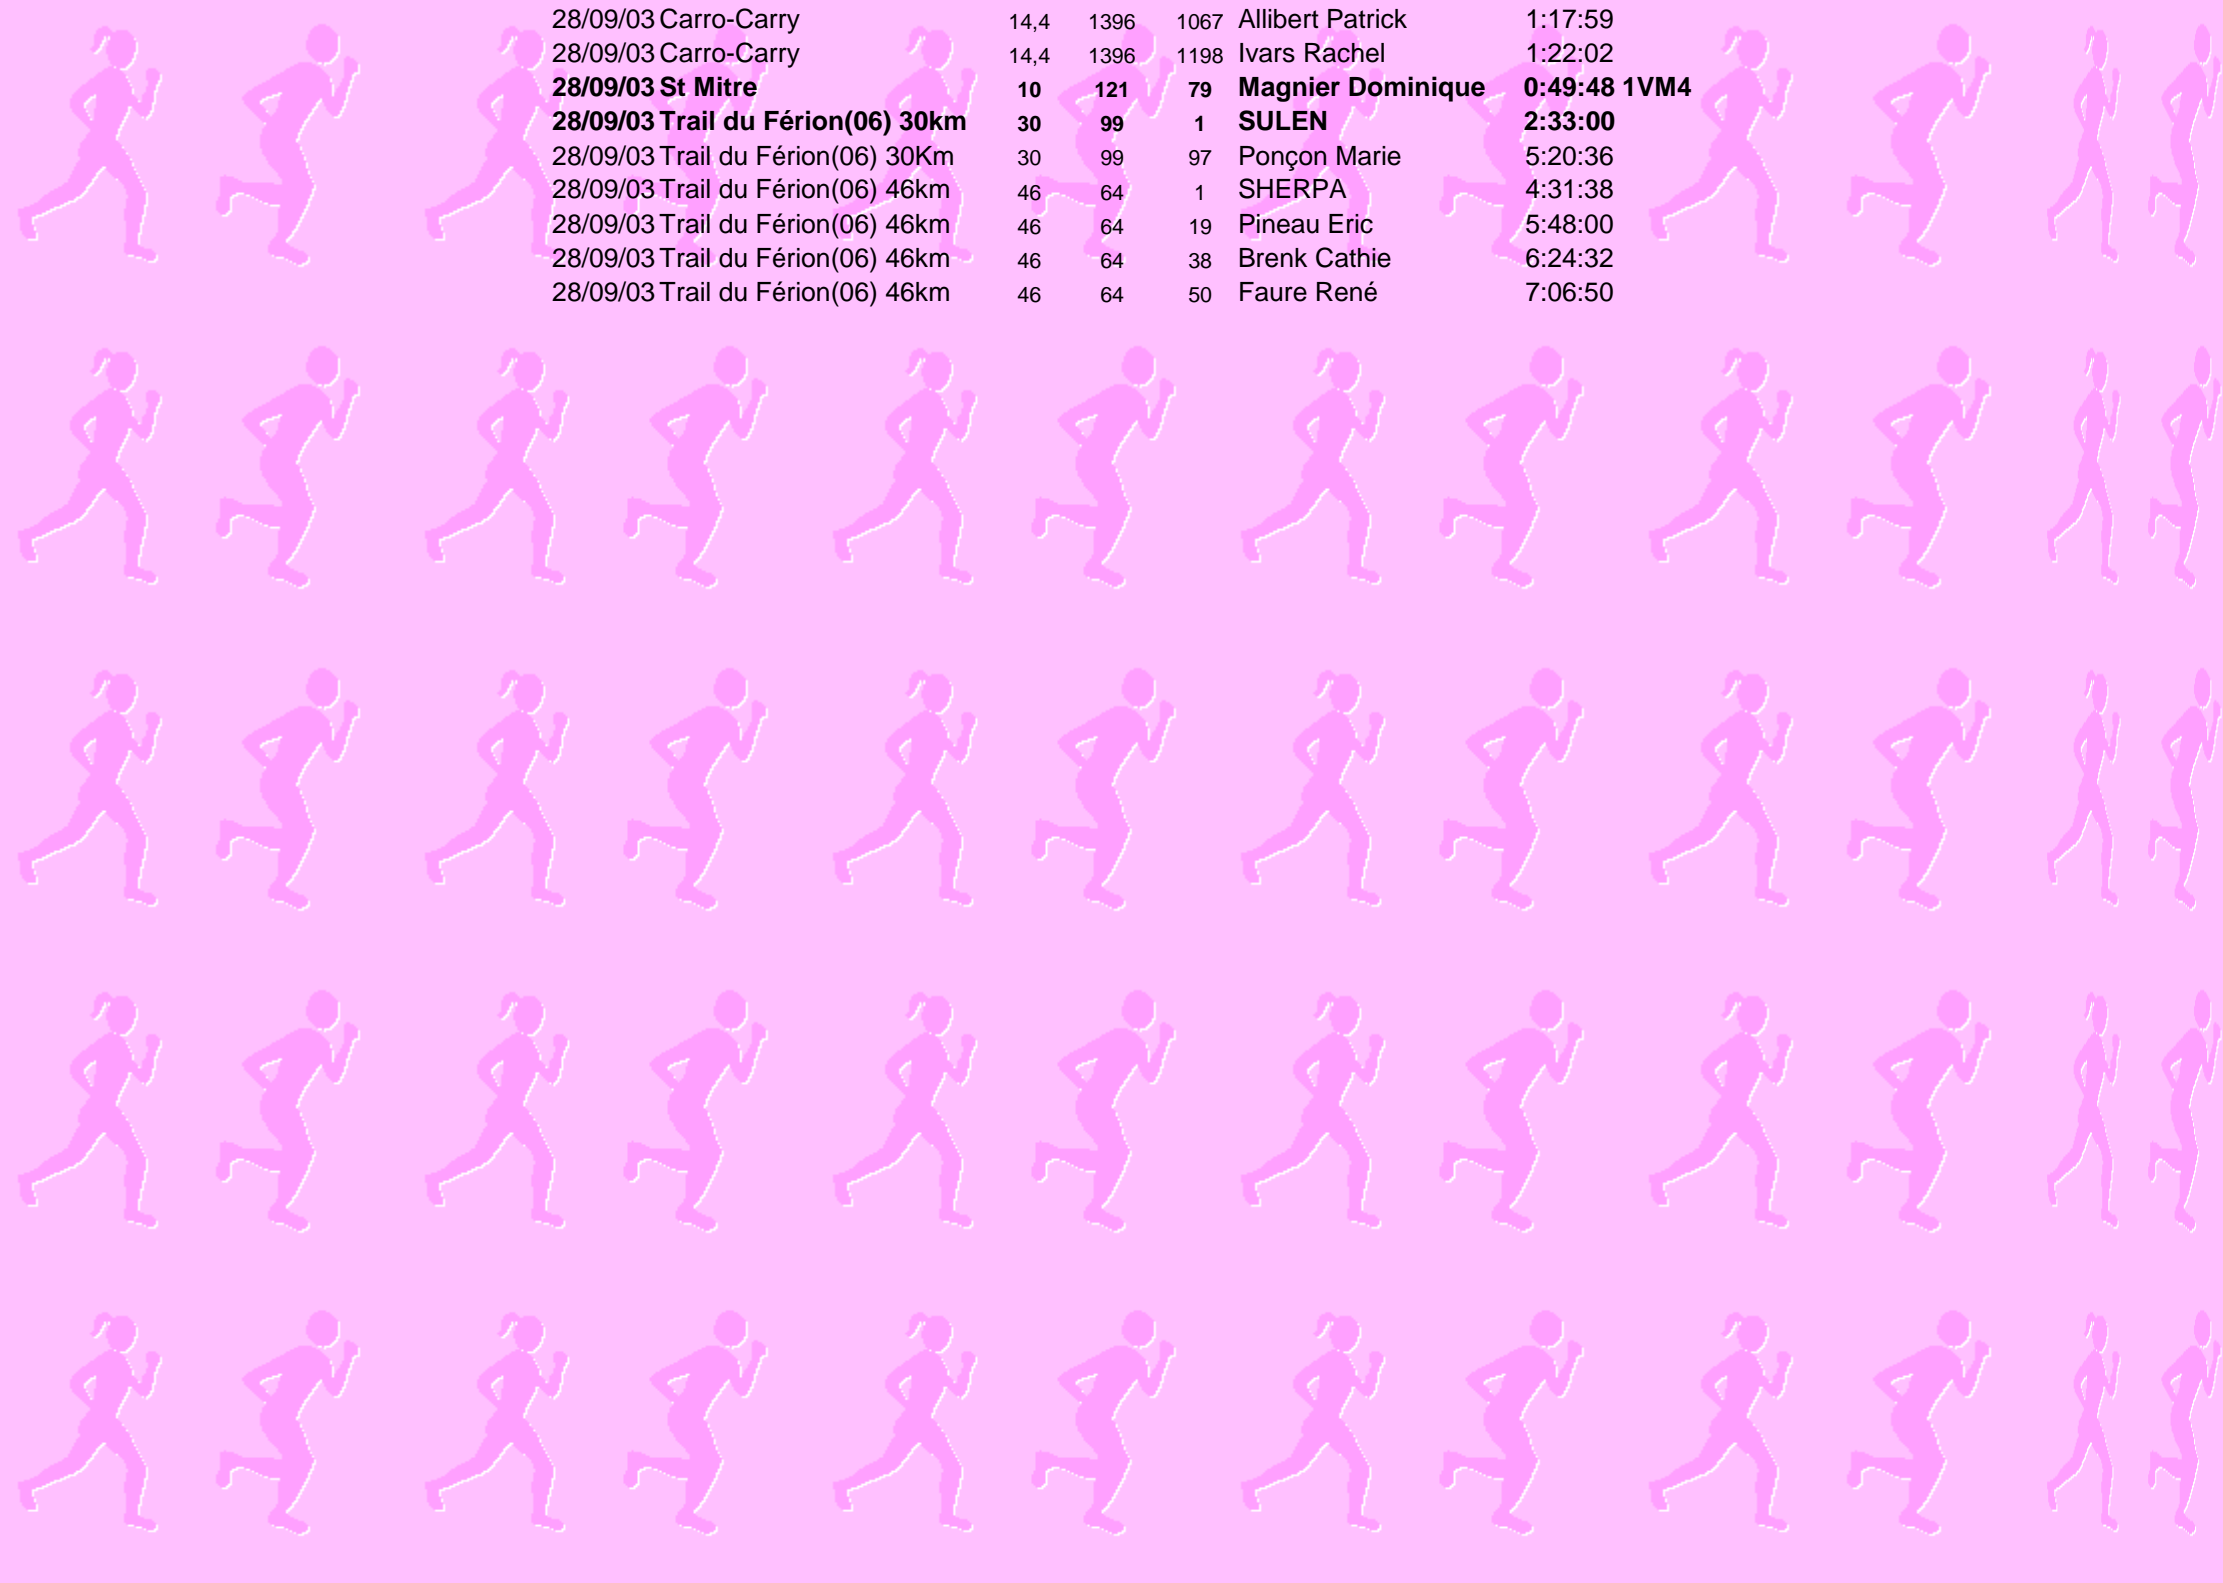 28/09/03 Carro-Carry 14,4 1396 1067 Allibert Patrick 1:17:59
28/09/03 Carro-Carry 14,4 1396 1198 Ivars Rachel 1:22:02
28/09/03 St Mitre 10 121 79 Magnier Dominique 0:49:48 1VM4
28/09/03 Trail du Férion(06) 30km 30 99 1 SULEN 2:33:00
28/09/03 Trail du Férion(06) 30Km 30 99 97 Ponçon Marie 5:20:36
28/09/03 Trail du Férion(06) 46km 46 64 1 SHERPA 4:31:38
28/09/03 Trail du Férion(06) 46km 46 64 19 Pineau Eric 5:48:00
28/09/03 Trail du Férion(06) 46km 46 64 38 Brenk Cathie 6:24:32
28/09/03 Trail du Férion(06) 46km 46 64 50 Faure René 7:06:50